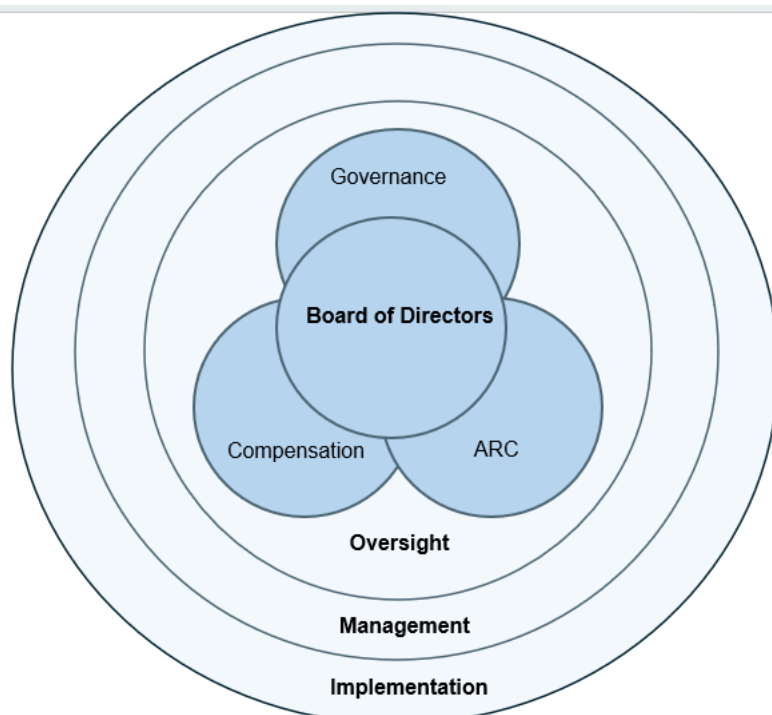 Governance
Board of Directors
Compensation
ARC
Oversight
Management
Implementation